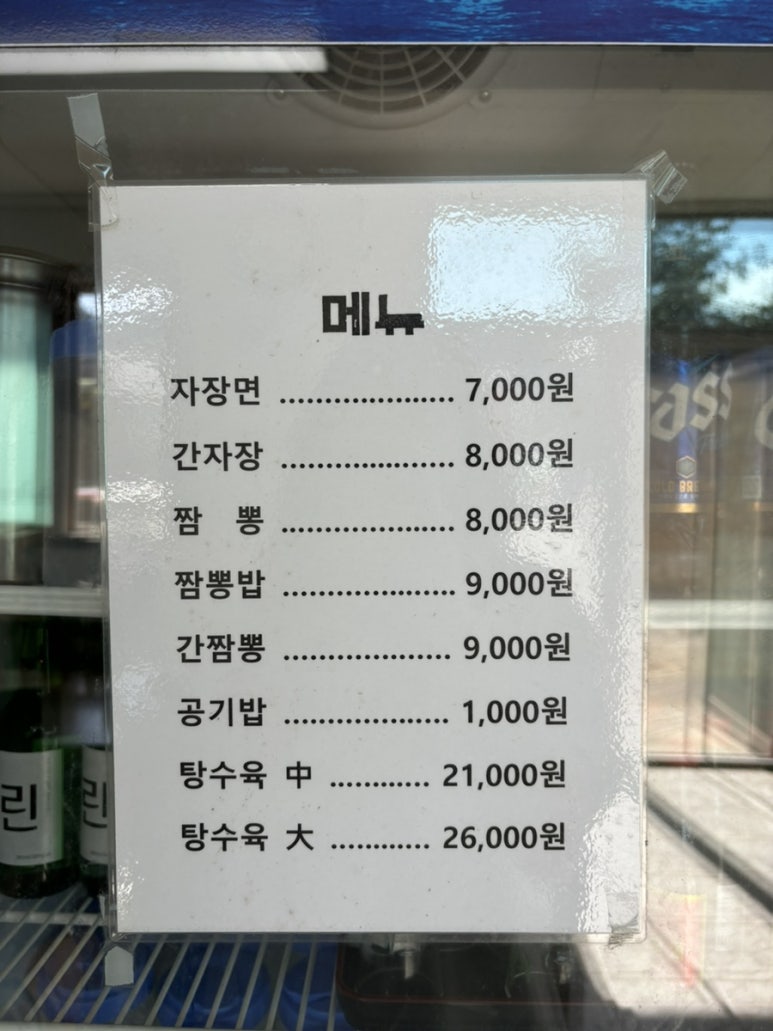 메뉴
자장면 .................... 7,000원
간자장 .................... 8,000원
짬 뽕 .................... 8,000원
짬뽕밥 .................... 9,000원
간짬뽕 ................... 9,000원
공기밥 ................... 1,000원
탕수육 中 ............ 21,000원
탕수육 大 ............ 26,000원
린
린